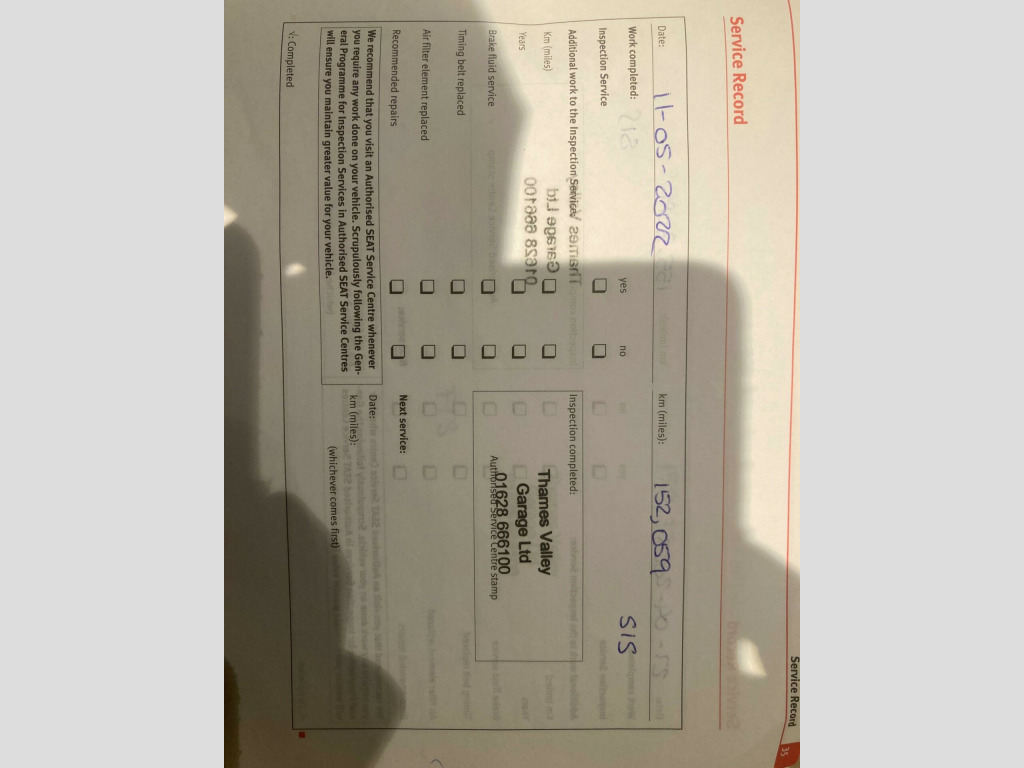 Service Record
35
Service Record
Date: 11-05-2022 km (miles): 152,059
Work completed: yes no SIS
Inspection Service
Additional work to the Inspection Service: Inspection completed:
Km (miles)
Years
Brake fluid service
Timing belt replaced
Air filter element replaced
Recommended repairs
Thames Valley
Garage Ltd
01628 666100
Authorised Service Centre stamp
We recommend that you visit an Authorised SEAT Service Centre whenever
you require any work done on your vehicle. Scrupulously following the Gen-
eral Programme for Inspection Services in Authorised SEAT Service Centres
will ensure you maintain greater value for your vehicle.
Next service:
Date:
km (miles):
(whichever comes first)
√: Completed